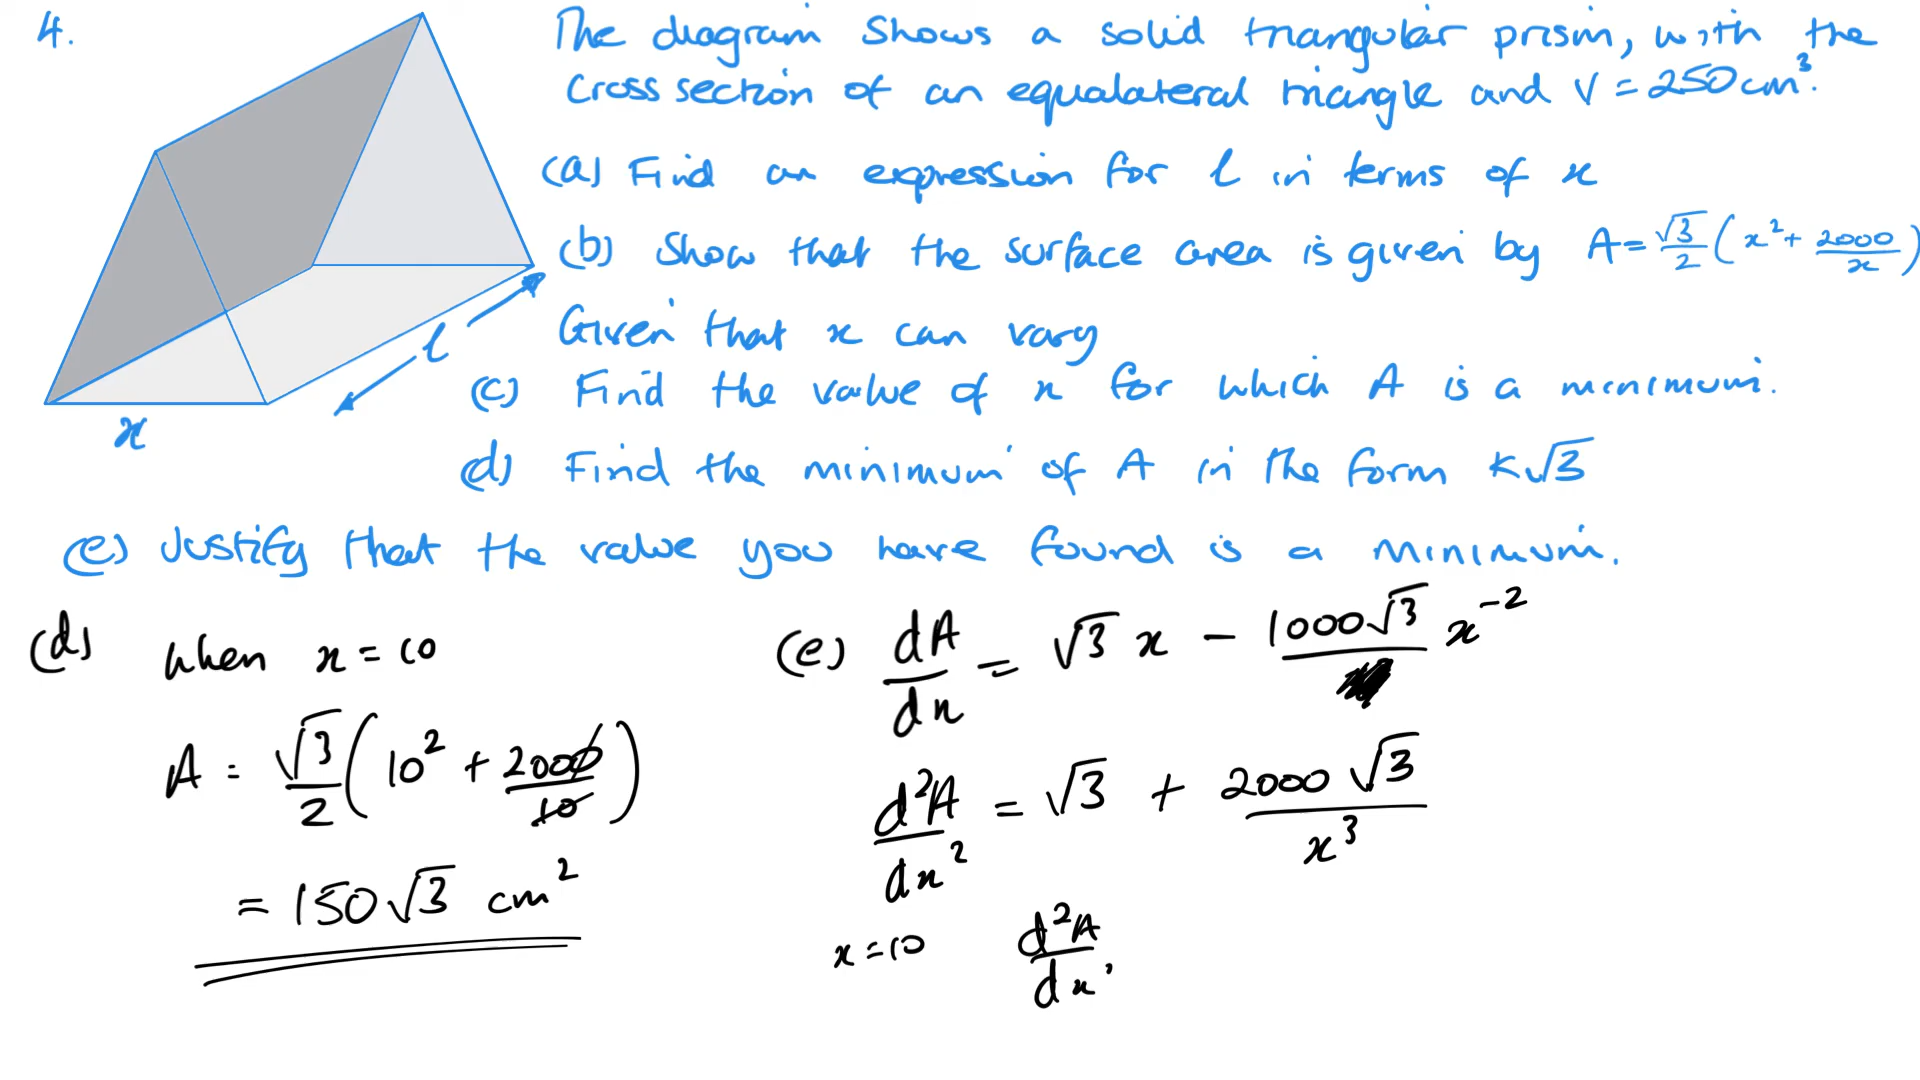 4.
The diagram shows a solid triangular prism, with the
cross section of an equalateral triangle and V = 250cm³.
(a) Find an expression for l in terms of x
(b) Show that the surface area is given by A = √3/2 (x² + 2000/x)
Given that x can vary
(c) Find the value of x for which A is a minimum.
(d) Find the minimum of A in the form k√3
(e) Justify that the value you have found is a minimum.
x
l
(d) when x = 10
A = √3/2 (10² + 2000/10)
= 150√3 cm²
(e) dA/dx = √3 x - 1000√3 x⁻²
d²A/dx² = √3 + 2000√3/x³
x = 10 d²A/dx